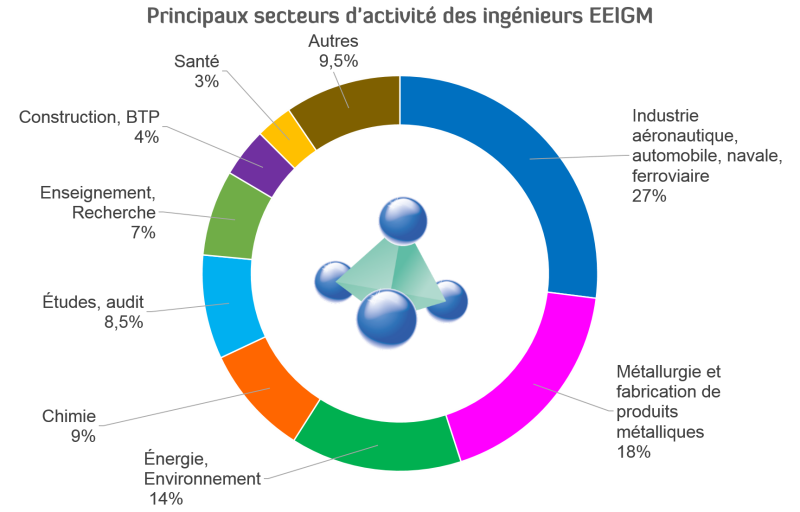 Principaux secteurs d'activité des ingénieurs EEIGM
Autres
9,5%
Santé
3%
Construction, BTP
4%
Enseignement,
Recherche
7%
Études, audit
8,5%
Chimie
9%
Énergie,
Environnement
14%
Industrie
aéronautique,
automobile, navale,
ferroviaire
27%
Métallurgie et
fabrication de
produits
métalliques
18%